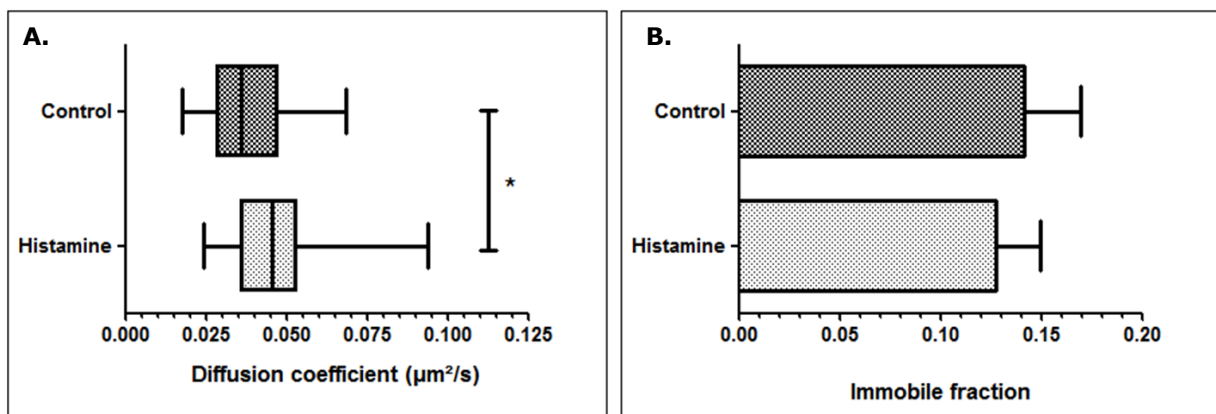 A.
Control
*
Histamine
0.000 0.025 0.050 0.075 0.100 0.125
Diffusion coefficient (µm²/s)
B.
Control
Histamine
0.00 0.05 0.10 0.15 0.20
Immobile fraction